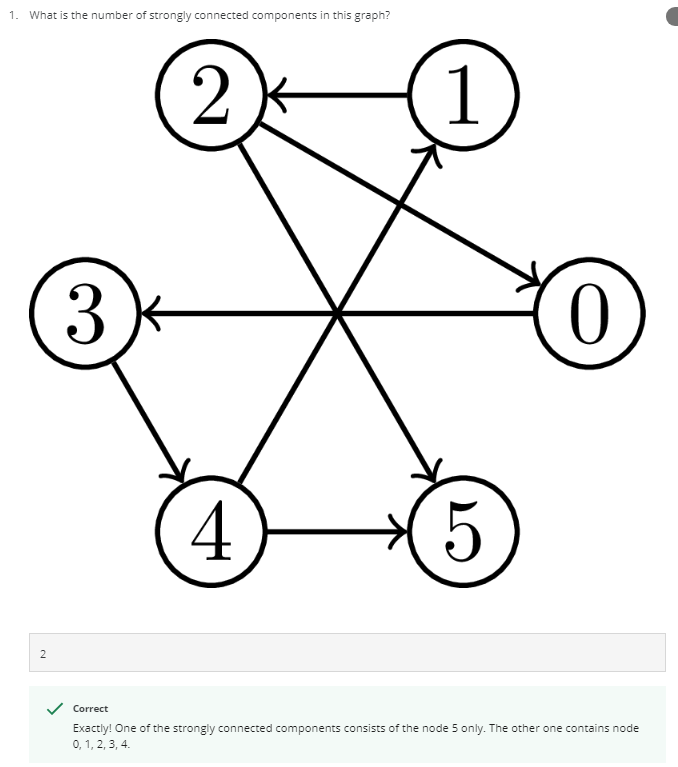 1. What is the number of strongly connected components in this graph?
2
1
3
0
4
5
2
Correct
Exactly! One of the strongly connected components consists of the node 5 only. The other one contains node
0, 1, 2, 3, 4.